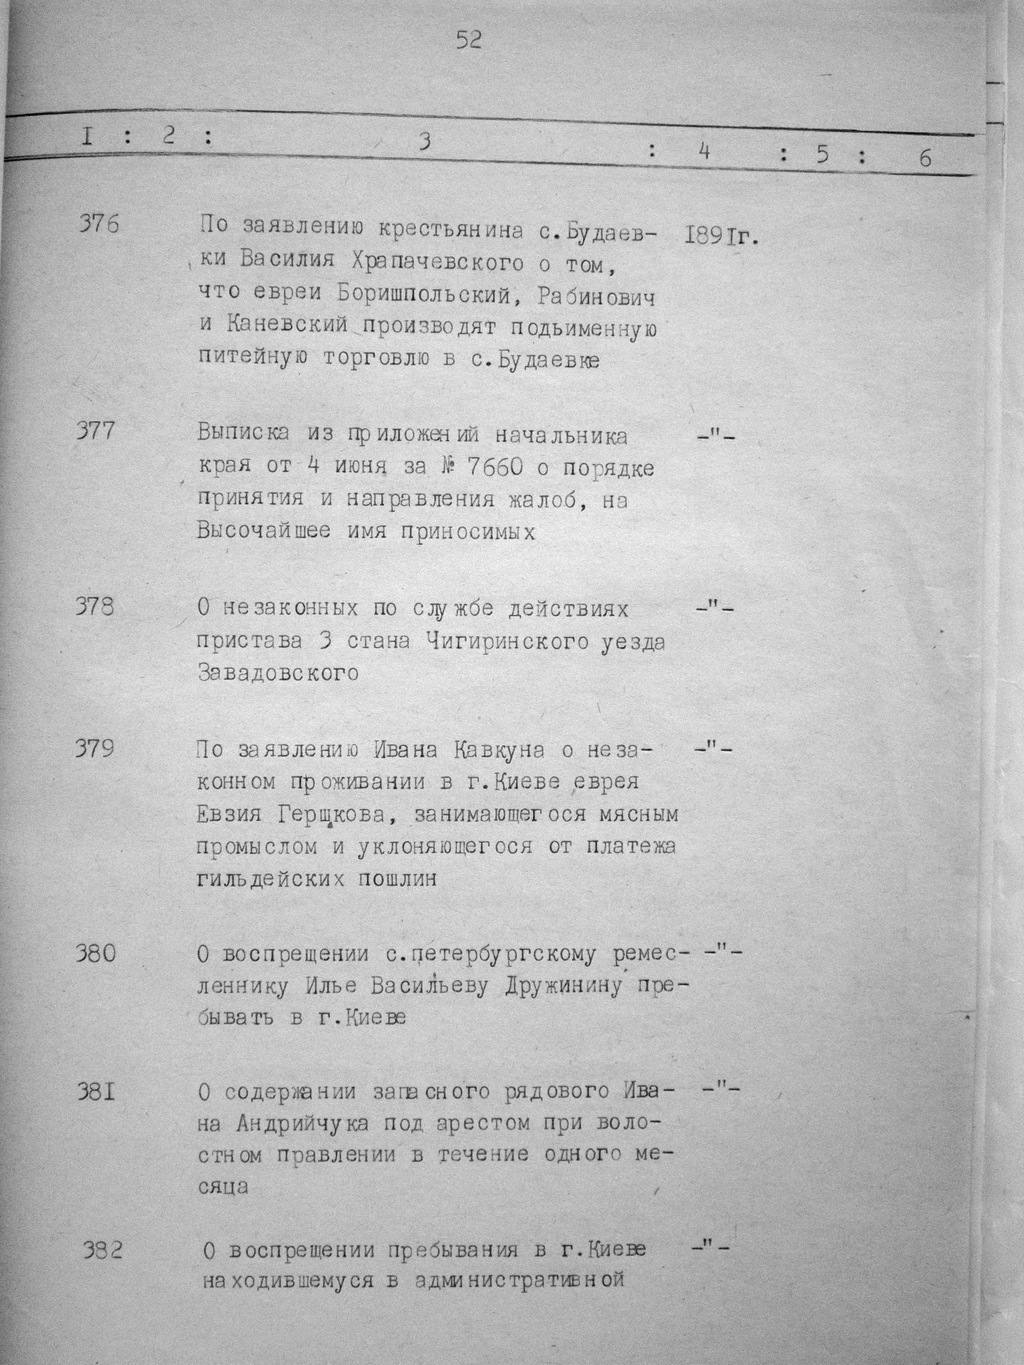 52
I : 2 : 3 : 4 : 5 : 6
376 По заявлению крестьянина с.Будаев- 1891г.
ки Василия Храпачевского о том,
что евреи Боришпольский, Рабинович
и Каневский производят подьименную
питейную торговлю в с.Будаевке
377 Выписка из приложений начальника -"-
края от 4 июня за № 7660 о порядке
принятия и направления жалоб, на
Высочайшее имя приносимых
378 О незаконных по службе действиях -"-
пристава 3 стана Чигиринского уезда
Завадовского
379 По заявлению Ивана Кавкуна о неза- -"-
конном проживании в г.Киеве еврея
Евзия Гершкова, занимающегося мясным
промыслом и уклоняющегося от платежа
гильдейских пошлин
380 О воспрещении с.петербургскому ремес- -"-
леннику Илье Васильеву Дружинину пре-
бывать в г.Киеве
381 О содержании запасного рядового Ива- -"-
на Андрийчука под арестом при воло-
стном правлении в течение одного ме-
сяца
382 О воспрещении пребывания в г.Киеве -"-
находившемуся в административной